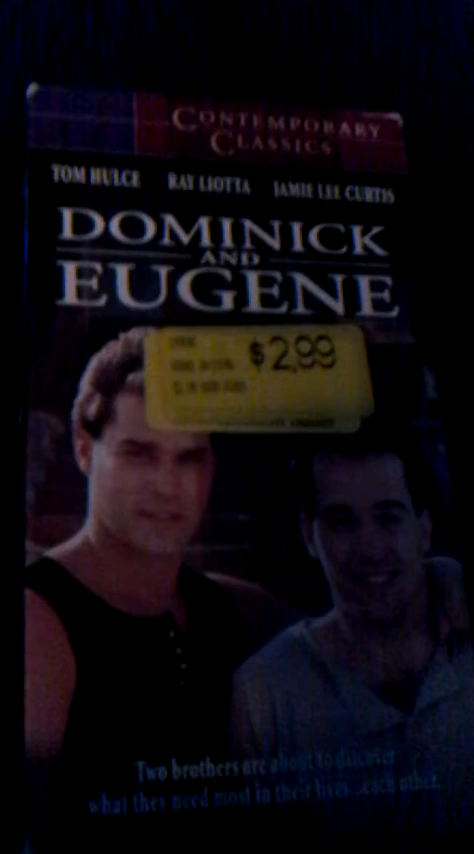 CONTEMPORARY
CLASSICS
TOM HULCE RAY LIOTTA JAMIE LEE CURTIS
DOMINICK
AND
EUGENE
$2.99
Two brothers are about to discover
what they need most in their lives...each other.